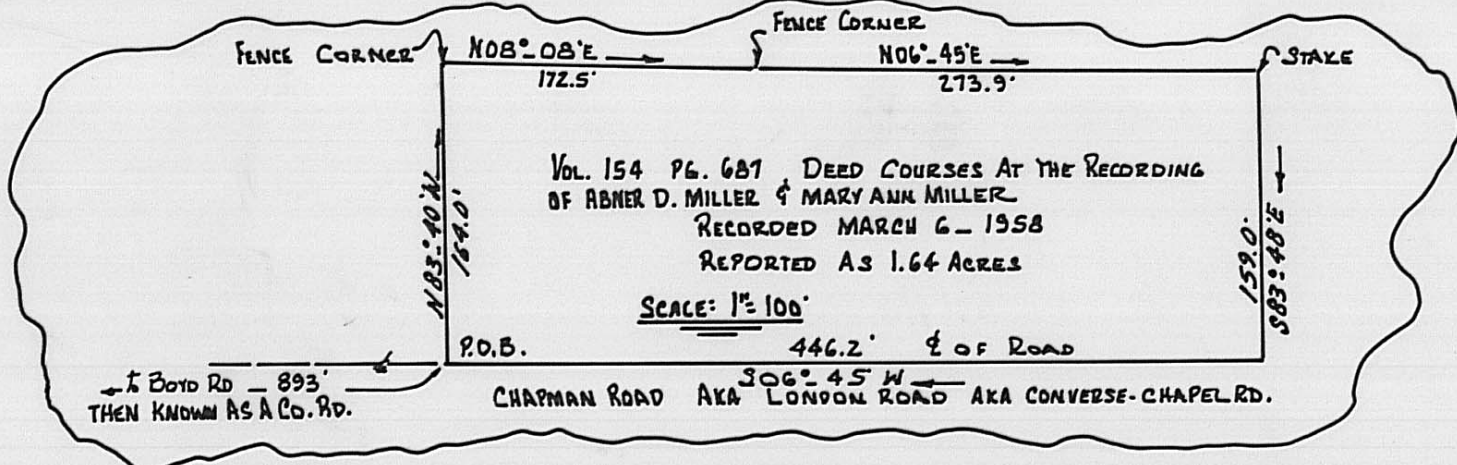 FENCE CORNER
N08°-08'E
172.5'
FENCE CORNER
N06°-45'E
273.9'
STAKE
VOL. 154 PG. 687 DEED COURSES AT THE RECORDING
OF ABNER D. MILLER & MARY ANN MILLER
RECORDED MARCH 6 - 1958
REPORTED AS 1.64 ACRES
SCALE: 1"= 100'
N83°-40'W
164.0'
159.0'
S83°-48'E
P.O.B.
446.2' ℄ OF ROAD
S06°-45'W
TO BOYD RD - 893'
THEN KNOWN AS A CO. RD.
CHAPMAN ROAD AKA LONDON ROAD AKA CONVERSE-CHAPEL RD.